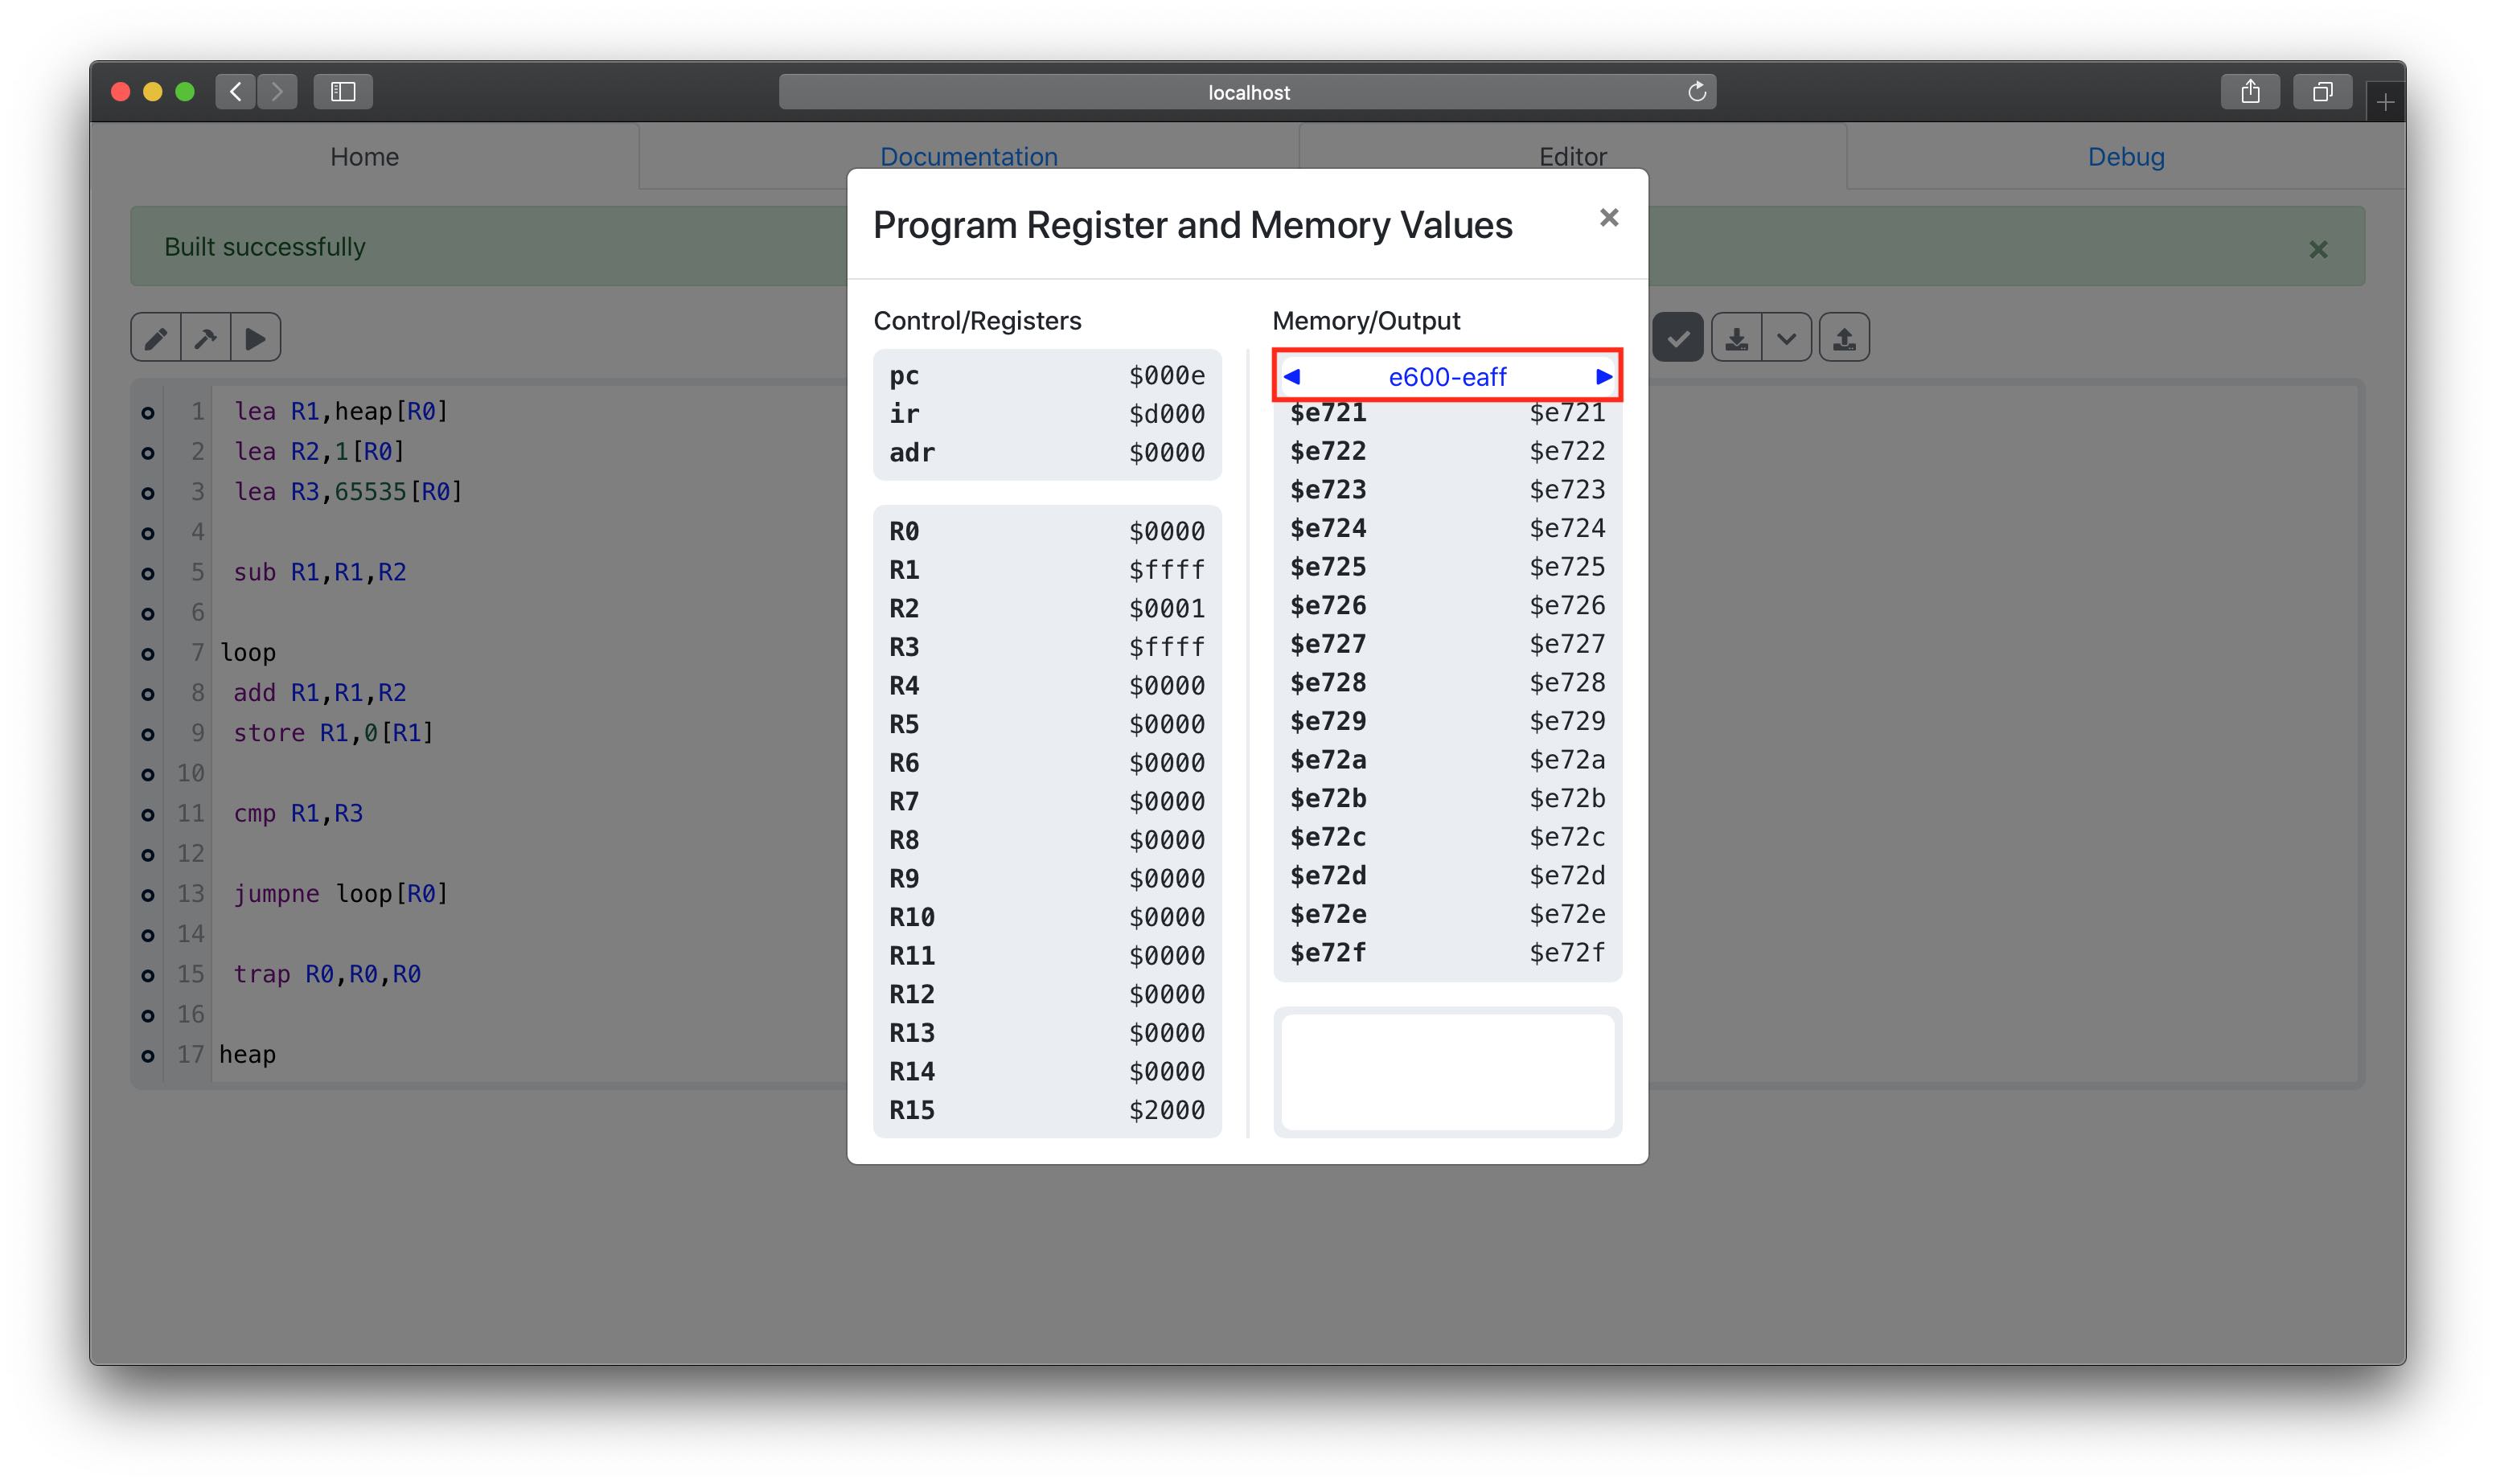 localhost
Home Documentation Editor Debug
Built successfully
1 lea R1,heap[R0]
2 lea R2,1[R0]
3 lea R3,65535[R0]
4
5 sub R1,R1,R2
6
7 loop
8 add R1,R1,R2
9 store R1,0[R1]
10
11 cmp R1,R3
12
13 jumpne loop[R0]
14
15 trap R0,R0,R0
16
17 heap
Program Register and Memory Values
Control/Registers
pc $000e
ir $d000
adr $0000
R0 $0000
R1 $ffff
R2 $0001
R3 $ffff
R4 $0000
R5 $0000
R6 $0000
R7 $0000
R8 $0000
R9 $0000
R10 $0000
R11 $0000
R12 $0000
R13 $0000
R14 $0000
R15 $2000
Memory/Output
e600-eaff
$e721 $e721
$e722 $e722
$e723 $e723
$e724 $e724
$e725 $e725
$e726 $e726
$e727 $e727
$e728 $e728
$e729 $e729
$e72a $e72a
$e72b $e72b
$e72c $e72c
$e72d $e72d
$e72e $e72e
$e72f $e72f